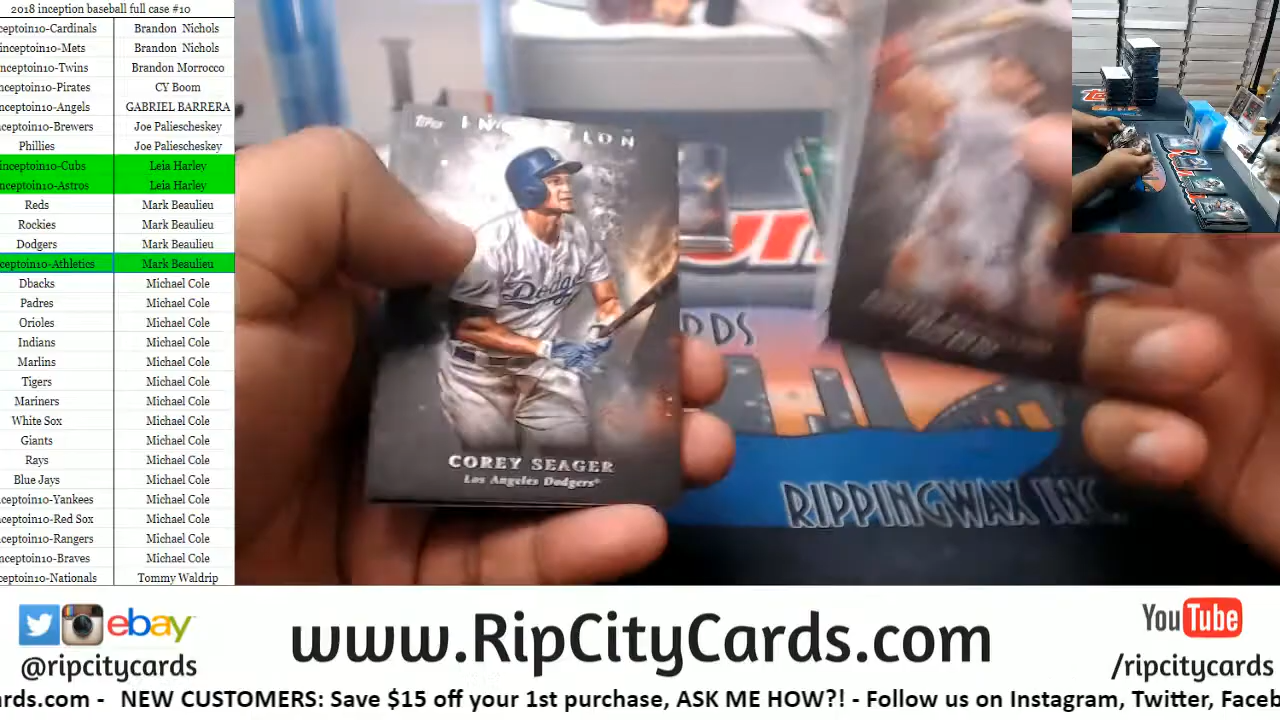 2018 inception baseball full case #10
ceptoin10-Cardinals Brandon Nichols
nceptoin10-Mets Brandon Nichols
nceptoin10-Twins Brandon Morrocco
nceptoin10-Pirates CY Boom
nceptoin10-Angels GABRIEL BARRERA
nceptoin10-Brewers Joe Paliescheskey
Phillies Joe Paliescheskey
inceptoin10-Cubs Leia Harley
inceptoin10-Astros Leia Harley
Reds Mark Beaulieu
Rockies Mark Beaulieu
Dodgers Mark Beaulieu
ceptoin10-Athletics Mark Beaulieu
Dbacks Michael Cole
Padres Michael Cole
Orioles Michael Cole
Indians Michael Cole
Marlins Michael Cole
Tigers Michael Cole
Mariners Michael Cole
White Sox Michael Cole
Giants Michael Cole
Rays Michael Cole
Blue Jays Michael Cole
nceptoin10-Yankees Michael Cole
nceptoin10-Red Sox Michael Cole
nceptoin10-Rangers Michael Cole
nceptoin10-Braves Michael Cole
nceptoin10-Nationals Tommy Waldrip
TOPPS
Dodgers
COREY SEAGER
Los Angeles Dodgers
RDS
RIPPINGWAX INC.
ebay
@ripcitycards
www.RipCityCards.com
YouTube
/ripcitycards
ards.com - NEW CUSTOMERS: Save $15 off your 1st purchase, ASK ME HOW?! - Follow us on Instagram, Twitter, Faceb